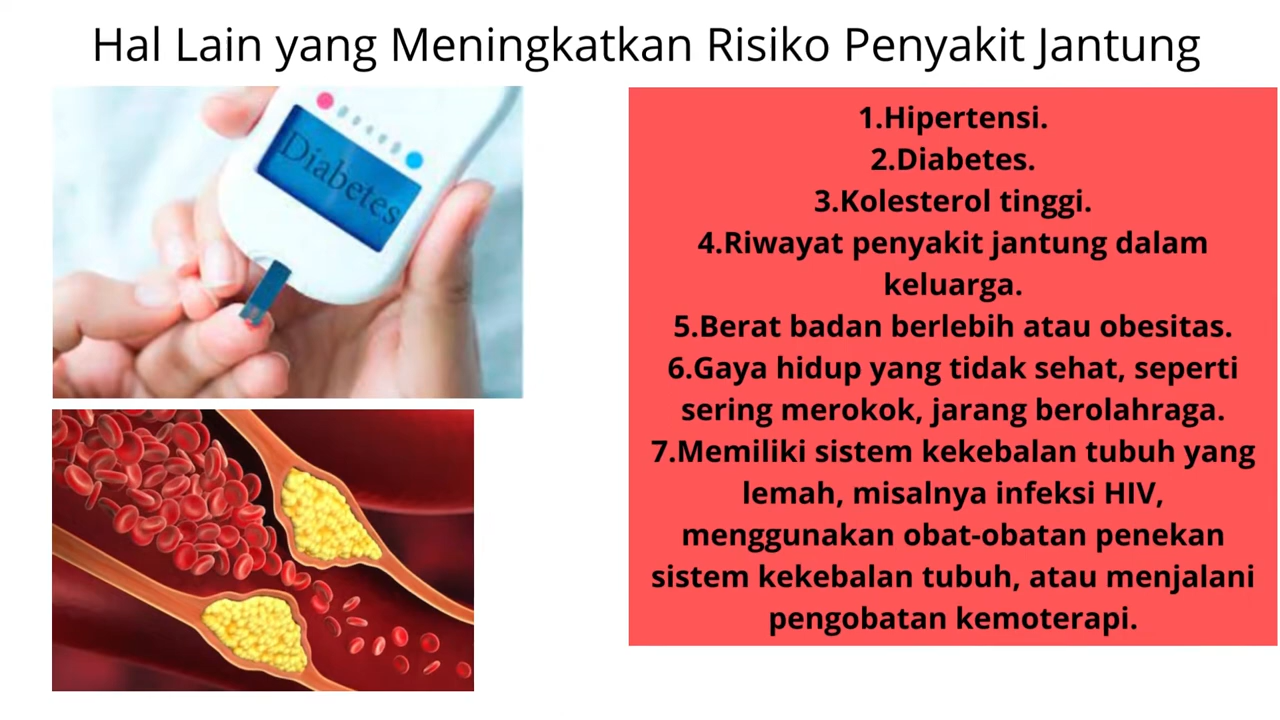 Hal Lain yang Meningkatkan Risiko Penyakit Jantung
Diabetes
1.Hipertensi.
2.Diabetes.
3.Kolesterol tinggi.
4.Riwayat penyakit jantung dalam
keluarga.
5.Berat badan berlebih atau obesitas.
6.Gaya hidup yang tidak sehat, seperti
sering merokok, jarang berolahraga.
7.Memiliki sistem kekebalan tubuh yang
lemah, misalnya infeksi HIV,
menggunakan obat-obatan penekan
sistem kekebalan tubuh, atau menjalani
pengobatan kemoterapi.